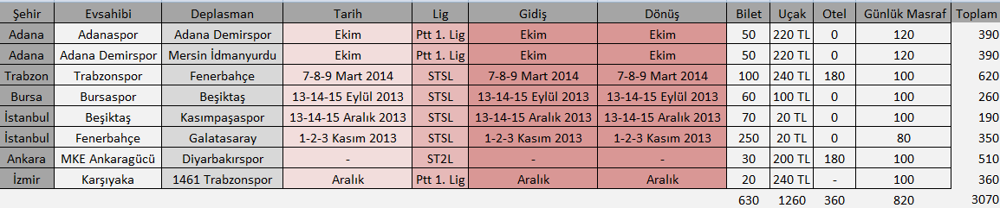 Şehir Evsahibi Deplasman Tarih Lig Gidiş Dönüş Bilet Uçak Otel Günlük Masraf Toplam
Adana Adanaspor Adana Demirspor Ekim Ptt 1. Lig Ekim Ekim 50 220 TL 0 120 390
Adana Adana Demirspor Mersin İdmanyurdu Ekim Ptt 1. Lig Ekim Ekim 50 220 TL 0 120 390
Trabzon Trabzonspor Fenerbahçe 7-8-9 Mart 2014 STSL 7-8-9 Mart 2014 7-8-9 Mart 2014 100 240 TL 180 100 620
Bursa Bursaspor Beşiktaş 13-14-15 Eylül 2013 STSL 13-14-15 Eylül 2013 13-14-15 Eylül 2013 60 100 TL 0 100 260
İstanbul Beşiktaş Kasımpaşaspor 13-14-15 Aralık 2013 STSL 13-14-15 Aralık 2013 13-14-15 Aralık 2013 70 20 TL 0 100 190
İstanbul Fenerbahçe Galatasaray 1-2-3 Kasım 2013 STSL 1-2-3 Kasım 2013 1-2-3 Kasım 2013 250 20 TL 0 80 350
Ankara MKE Ankaragücü Diyarbakırspor - ST2L - - 30 200 TL 180 100 510
İzmir Karşıyaka 1461 Trabzonspor Aralık Ptt 1. Lig Aralık Aralık 20 240 TL - 100 360
630 1260 360 820 3070